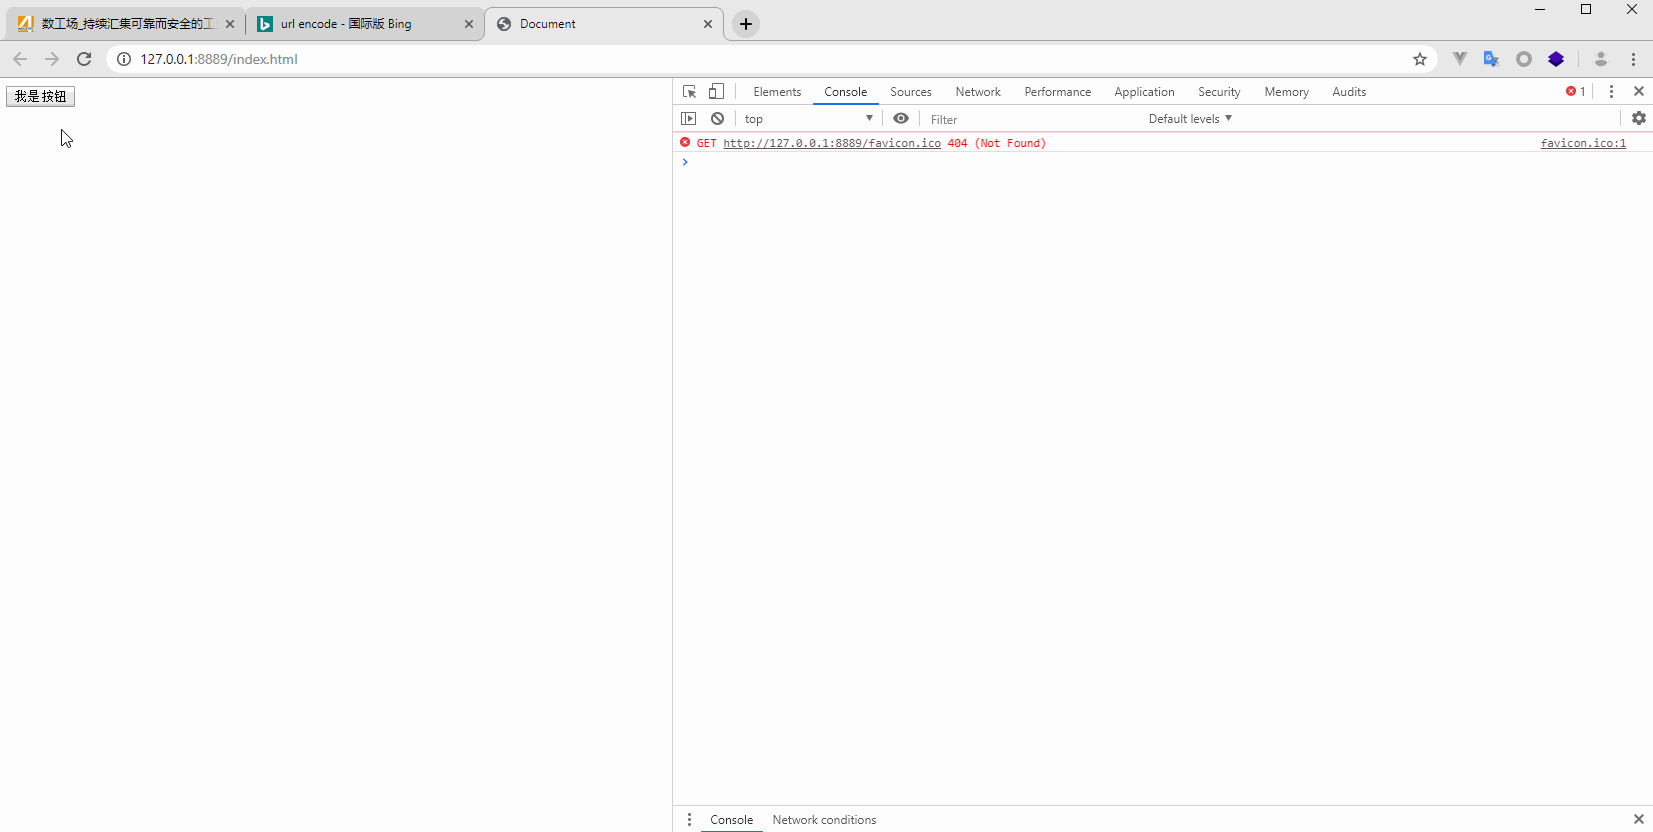 数工场_持续汇集可靠而安全的工
url encode - 国际版 Bing
Document
127.0.0.1:8889/index.html
我是按钮
Elements
Console
Sources
Network
Performance
Application
Security
Memory
Audits
1
top
Filter
Default levels
GET http://127.0.0.1:8889/favicon.ico 404 (Not Found)
favicon.ico:1
Console
Network conditions